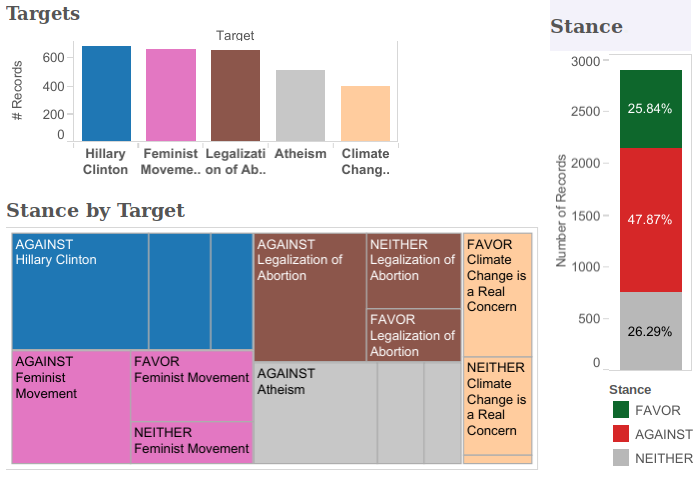 Targets
Target
# Records
600
400
200
0
Hillary
Clinton
Feminist
Moveme..
Legalizati
on of Ab..
Atheism
Climate
Chang..
Stance by Target
AGAINST
Hillary Clinton
AGAINST
Legalization of
Abortion
NEITHER
Legalization of
Abortion
FAVOR
Legalization of
Abortion
FAVOR
Climate
Change is
a Real
Concern
AGAINST
Feminist
Movement
FAVOR
Feminist Movement
NEITHER
Feminist Movement
AGAINST
Atheism
NEITHER
Climate
Change is
a Real
Concern
Stance
Number of Records
3000
2500
2000
1500
1000
500
0
25.84%
47.87%
26.29%
Stance
FAVOR
AGAINST
NEITHER